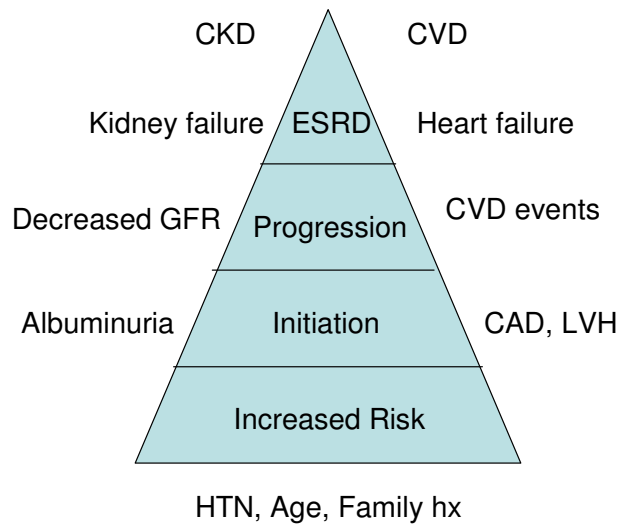 CKD CVD
Kidney failure ESRD Heart failure
Decreased GFR Progression CVD events
Albuminuria Initiation CAD, LVH
Increased Risk
HTN, Age, Family hx